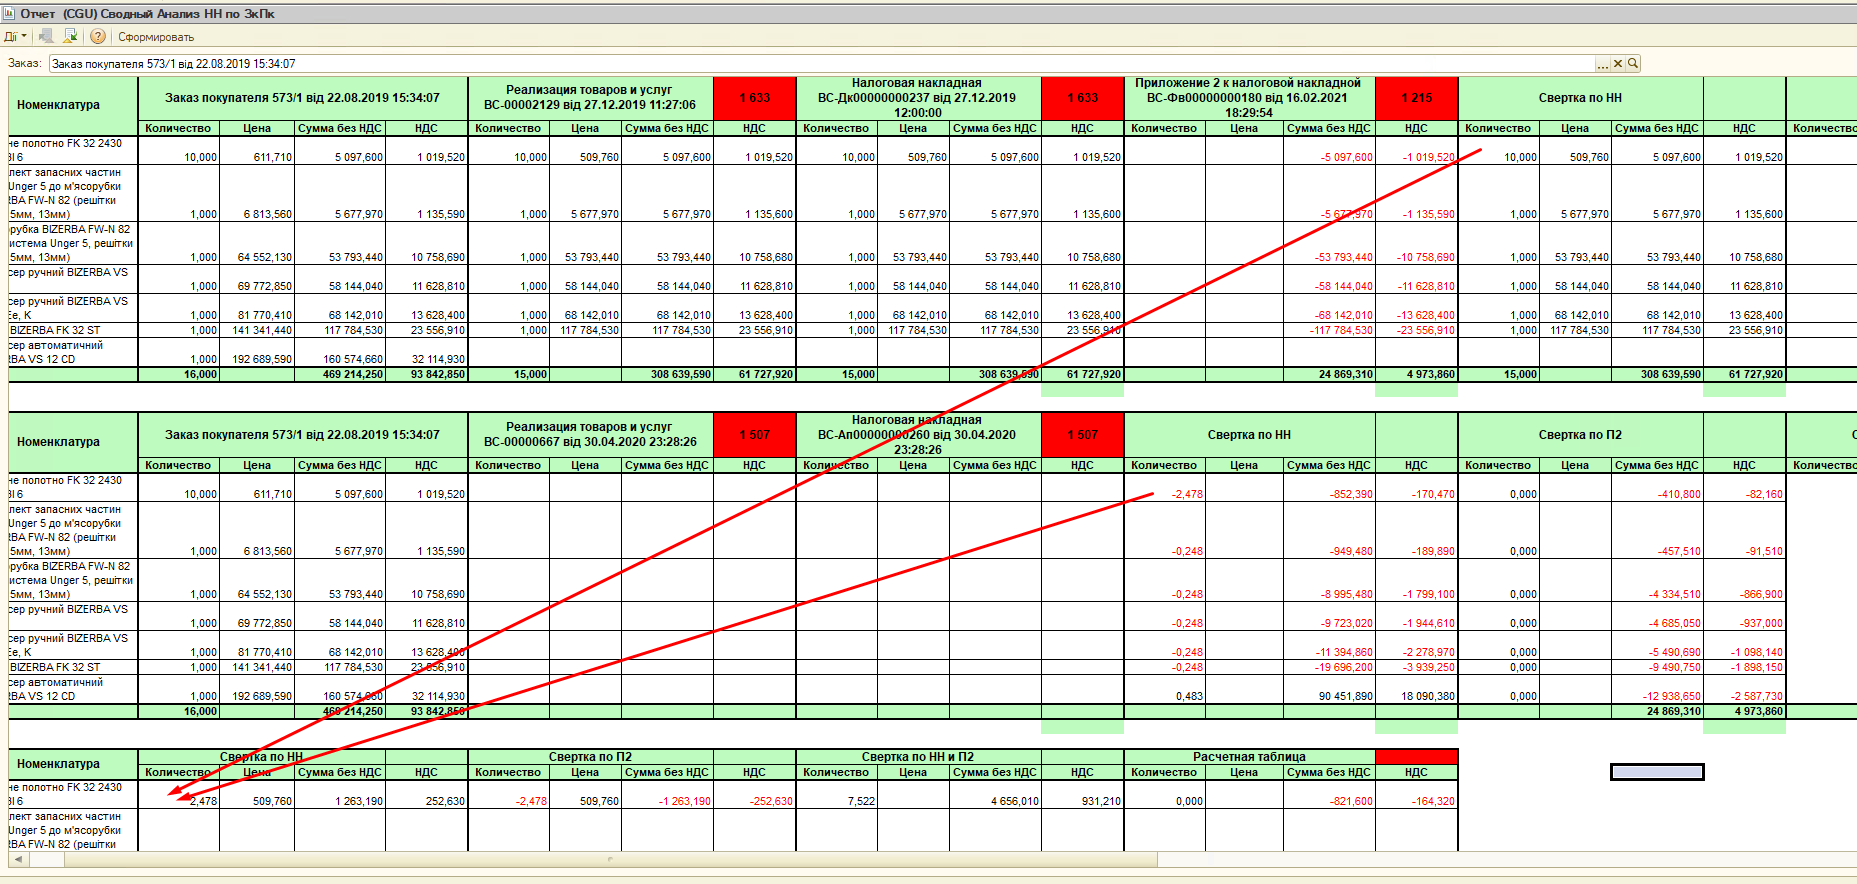 Отчет (CGU) Сводный Анализ НН по ЗкПк
Дії Сформировать
Заказ: Заказ покупателя 573/1 від 22.08.2019 15:34:07 ...
Номенклатура Заказ покупателя 573/1 від 22.08.2019 15:34:07 Реализация товаров и услуг ВС-00002129 від 27.12.2019 11:27:06 1 633 Налоговая накладная ВС-Дк00000000237 від 27.12.2019 12:00:00 1 633 Приложение 2 к налоговой накладной ВС-Фв00000000180 від 16.02.2021 18:29:54 1 215 Свертка по НН
Количество Цена Сумма без НДС НДС Количество Цена Сумма без НДС НДС Количество Цена Сумма без НДС НДС Количество Цена Сумма без НДС НДС Количество Цена Сумма без НДС НДС Количество
не полотно FK 32 2430
ЗІ 6 10,000 611,710 5 097,600 1 019,520 10,000 509,760 5 097,600 1 019,520 10,000 509,760 5 097,600 1 019,520 -5 097,600 -1 019,520 10,000 509,760 5 097,600 1 019,520
лект запасних частин
Unger 5 до м'ясорубки
RBA FW-N 82 (решітки
5мм, 13мм) 1,000 6 813,560 5 677,970 1 135,590 1,000 5 677,970 5 677,970 1 135,600 1,000 5 677,970 5 677,970 1 135,600 -5 677,970 -1 135,590 1,000 5 677,970 5 677,970 1 135,600
рубка BIZERBA FW-N 82
истема Unger 5, решітки
5мм, 13мм) 1,000 64 552,130 53 793,440 10 758,690 1,000 53 793,440 53 793,440 10 758,680 1,000 53 793,440 53 793,440 10 758,680 -53 793,440 -10 758,690 1,000 53 793,440 53 793,440 10 758,680
сер ручний BIZERBA VS
1,000 69 772,850 58 144,040 11 628,810 1,000 58 144,040 58 144,040 11 628,810 1,000 58 144,040 58 144,040 11 628,810 -58 144,040 -11 628,810 1,000 58 144,040 58 144,040 11 628,810
сер ручний BIZERBA VS
Ee, K 1,000 81 770,410 68 142,010 13 628,400 1,000 68 142,010 68 142,010 13 628,400 1,000 68 142,010 68 142,010 13 628,400 -68 142,010 -13 628,400 1,000 68 142,010 68 142,010 13 628,400
BIZERBA FK 32 ST 1,000 141 341,440 117 784,530 23 556,910 1,000 117 784,530 117 784,530 23 556,910 1,000 117 784,530 117 784,530 23 556,910 -117 784,530 -23 556,910 1,000 117 784,530 117 784,530 23 556,910
сер автоматичний
RBA VS 12 CD 1,000 192 689,590 160 574,660 32 114,930
16,000 469 214,250 93 842,850 15,000 308 639,590 61 727,920 15,000 308 639,590 61 727,920 24 869,310 4 973,860 15,000 308 639,590 61 727,920
Номенклатура Заказ покупателя 573/1 від 22.08.2019 15:34:07 Реализация товаров и услуг ВС-00000667 від 30.04.2020 23:28:26 1 507 Налоговая накладная ВС-Ап00000000260 від 30.04.2020 23:28:26 1 507 Свертка по НН Свертка по П2
Количество Цена Сумма без НДС НДС Количество Цена Сумма без НДС НДС Количество Цена Сумма без НДС НДС Количество Цена Сумма без НДС НДС Количество Цена Сумма без НДС НДС Количество
не полотно FK 32 2430
ЗІ 6 10,000 611,710 5 097,600 1 019,520 -2,478 -852,390 -170,470 0,000 -410,800 -82,160
лект запасних частин
Unger 5 до м'ясорубки
RBA FW-N 82 (решітки
5мм, 13мм) 1,000 6 813,560 5 677,970 1 135,590 -0,248 -949,480 -189,890 0,000 -457,510 -91,510
рубка BIZERBA FW-N 82
истема Unger 5, решітки
5мм, 13мм) 1,000 64 552,130 53 793,440 10 758,690 -0,248 -8 995,480 -1 799,100 0,000 -4 334,510 -866,900
сер ручний BIZERBA VS
1,000 69 772,850 58 144,040 11 628,810 -0,248 -9 723,020 -1 944,610 0,000 -4 685,050 -937,000
сер ручний BIZERBA VS
Ee, K 1,000 81 770,410 68 142,010 13 628,400 -0,248 -11 394,860 -2 278,970 0,000 -5 490,690 -1 098,140
BIZERBA FK 32 ST 1,000 141 341,440 117 784,530 23 556,910 -0,248 -19 696,200 -3 939,250 0,000 -9 490,750 -1 898,150
сер автоматичний
RBA VS 12 CD 1,000 192 689,590 160 574,660 32 114,930 0,483 90 451,890 18 090,380 0,000 -12 938,650 -2 587,730
16,000 469 214,250 93 842,850 24 869,310 4 973,860
Номенклатура Свертка по НН Свертка по П2 Свертка по НН и П2 Расчетная таблица
Количество Цена Сумма без НДС НДС Количество Цена Сумма без НДС НДС Количество Цена Сумма без НДС НДС Количество Цена Сумма без НДС НДС
не полотно FK 32 2430
ЗІ 6 2,478 509,760 1 263,190 252,630 -2,478 509,760 -1 263,190 -252,630 7,522 4 656,010 931,210 0,000 -821,600 -164,320
лект запасних частин
Unger 5 до м'ясорубки
RBA FW-N 82 (решітки